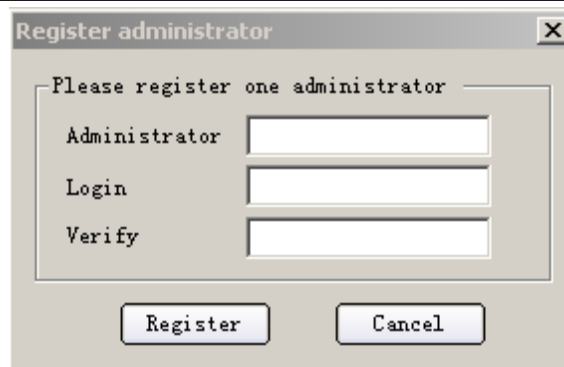 Register administrator
Please register one administrator
Administrator
Login
Verify
Register
Cancel